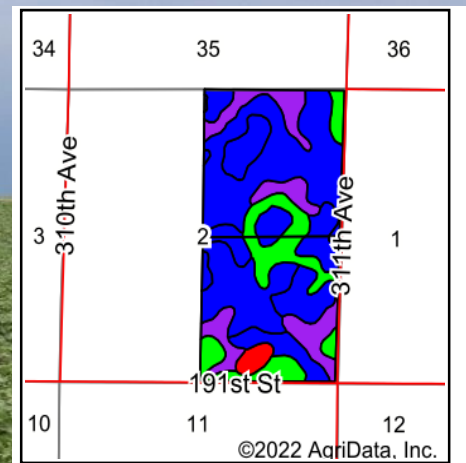 34 35 36
310th Ave
3 2 1
311th Ave
191st St
10 11 12
©2022 AgriData, Inc.